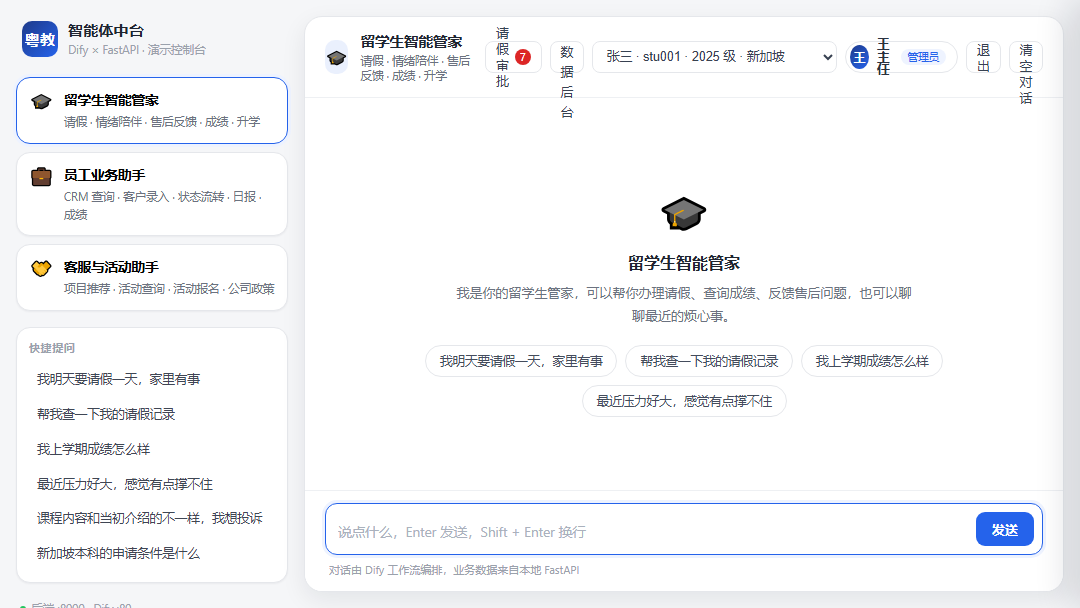 粤教
智能体中台
Dify × FastAPI · 演示控制台
留学生智能管家
请假 · 情绪陪伴 · 售后反馈 · 成绩 · 升学
员工业务助手
CRM 查询 · 客户录入 · 状态流转 · 日报 ·
成绩
客服与活动助手
项目推荐 · 活动查询 · 活动报名 · 公司政策
快捷提问
我明天要请假一天，家里有事
帮我查一下我的请假记录
我上学期成绩怎么样
最近压力好大，感觉有点撑不住
课程内容和当初介绍的不一样，我想投诉
新加坡本科的申请条件是什么
后端 :8000 · Dify :80
留学生智能管家
请假 · 情绪陪伴 · 售后
反馈 · 成绩 · 升学
请假审批 7
数据后台
张三 · stu001 · 2025 级 · 新加坡
王 王主任 管理员
退出
清空对话
留学生智能管家
我是你的留学生管家，可以帮你办理请假、查询成绩、反馈售后问题，也可以聊
聊最近的烦心事。
我明天要请假一天，家里有事
帮我查一下我的请假记录
我上学期成绩怎么样
最近压力好大，感觉有点撑不住
说点什么，Enter 发送，Shift + Enter 换行
发送
对话由 Dify 工作流编排，业务数据来自本地 FastAPI